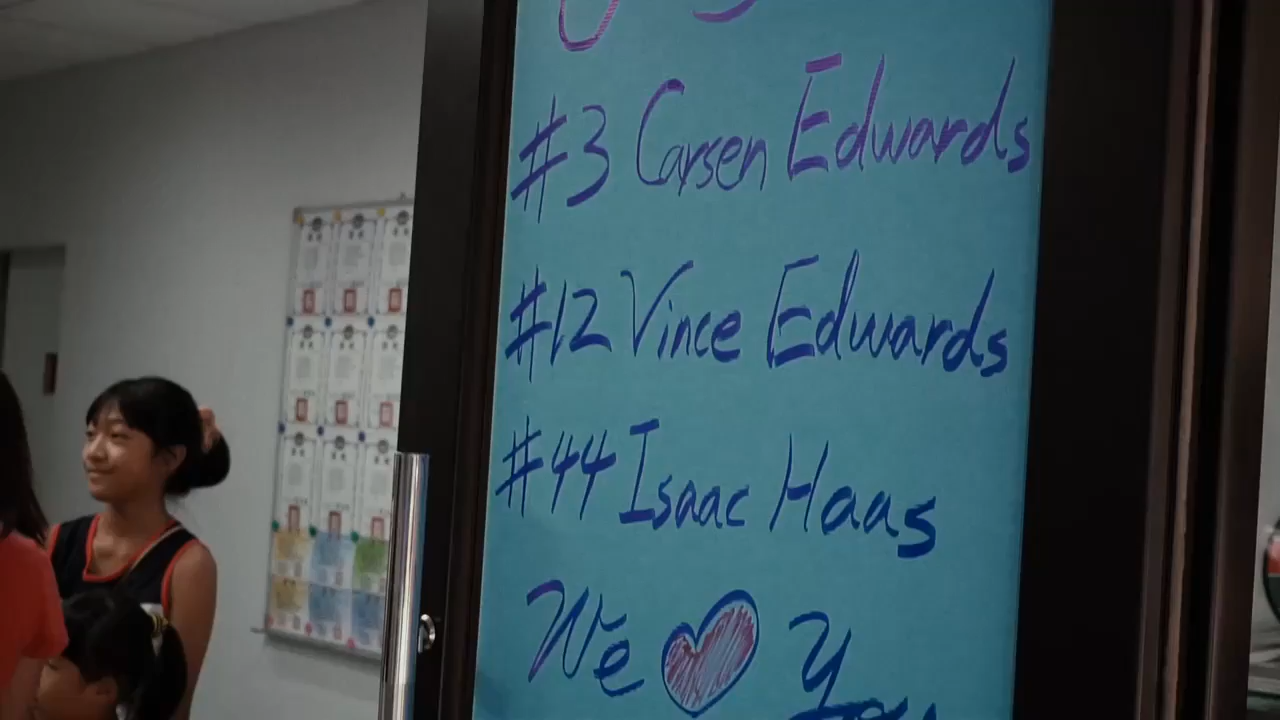 #3 Carsen Edwards
#12 Vince Edwards
#44 Isaac Haas
We ❤ You